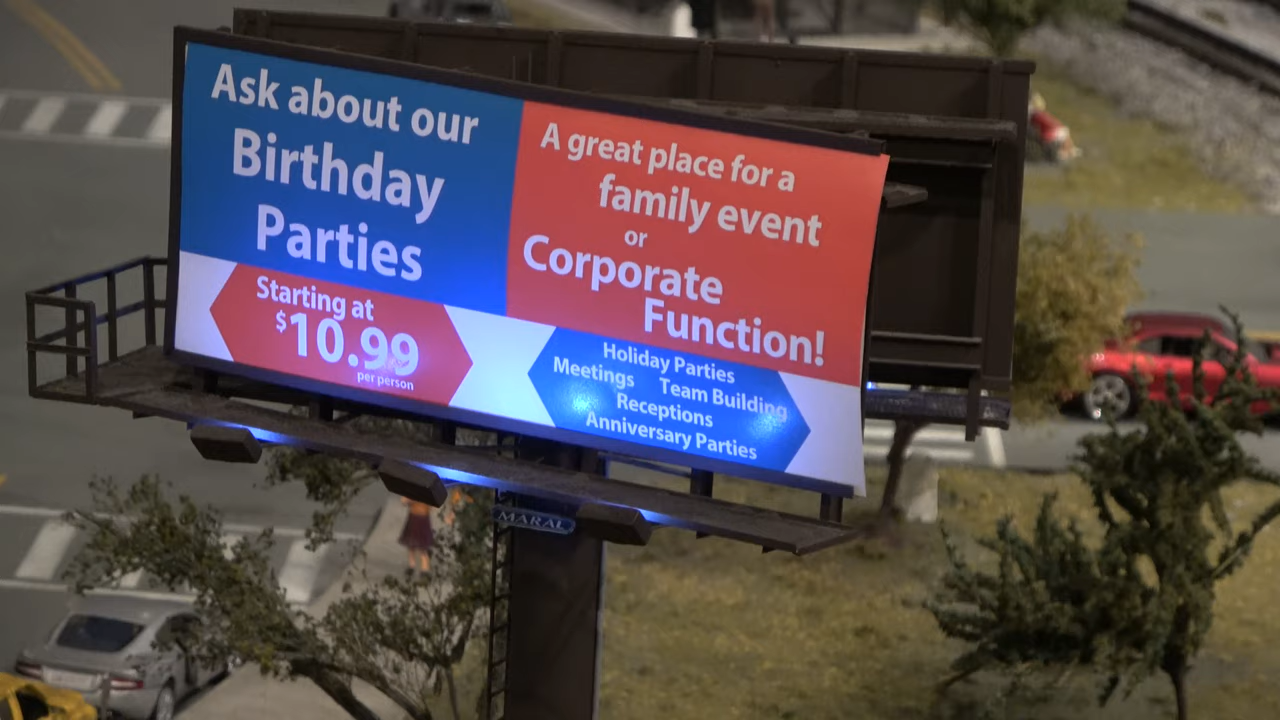 Ask about our
Birthday
Parties
Starting at
$10.99
per person
A great place for a
family event
or
Corporate
Function!
Holiday Parties
Meetings Team Building
Receptions
Anniversary Parties
MARAL